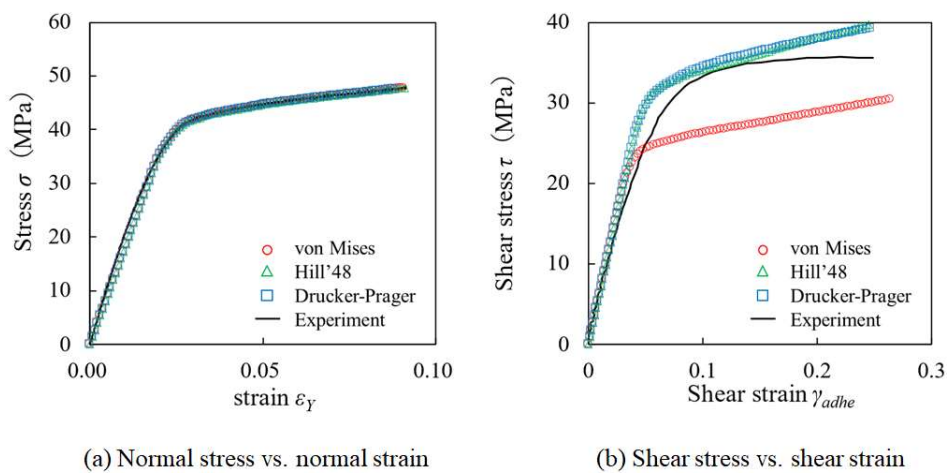 60
50
40
30
20
10
0
0.00
0.05
0.10
Stress σ (MPa)
strain εY
von Mises
Hill'48
Drucker-Prager
Experiment
(a) Normal stress vs. normal strain
40
30
20
10
0
0
0.1
0.2
0.3
Shear stress τ (MPa)
Shear strain γadhe
von Mises
Hill'48
Drucker-Prager
Experiment
(b) Shear stress vs. shear strain